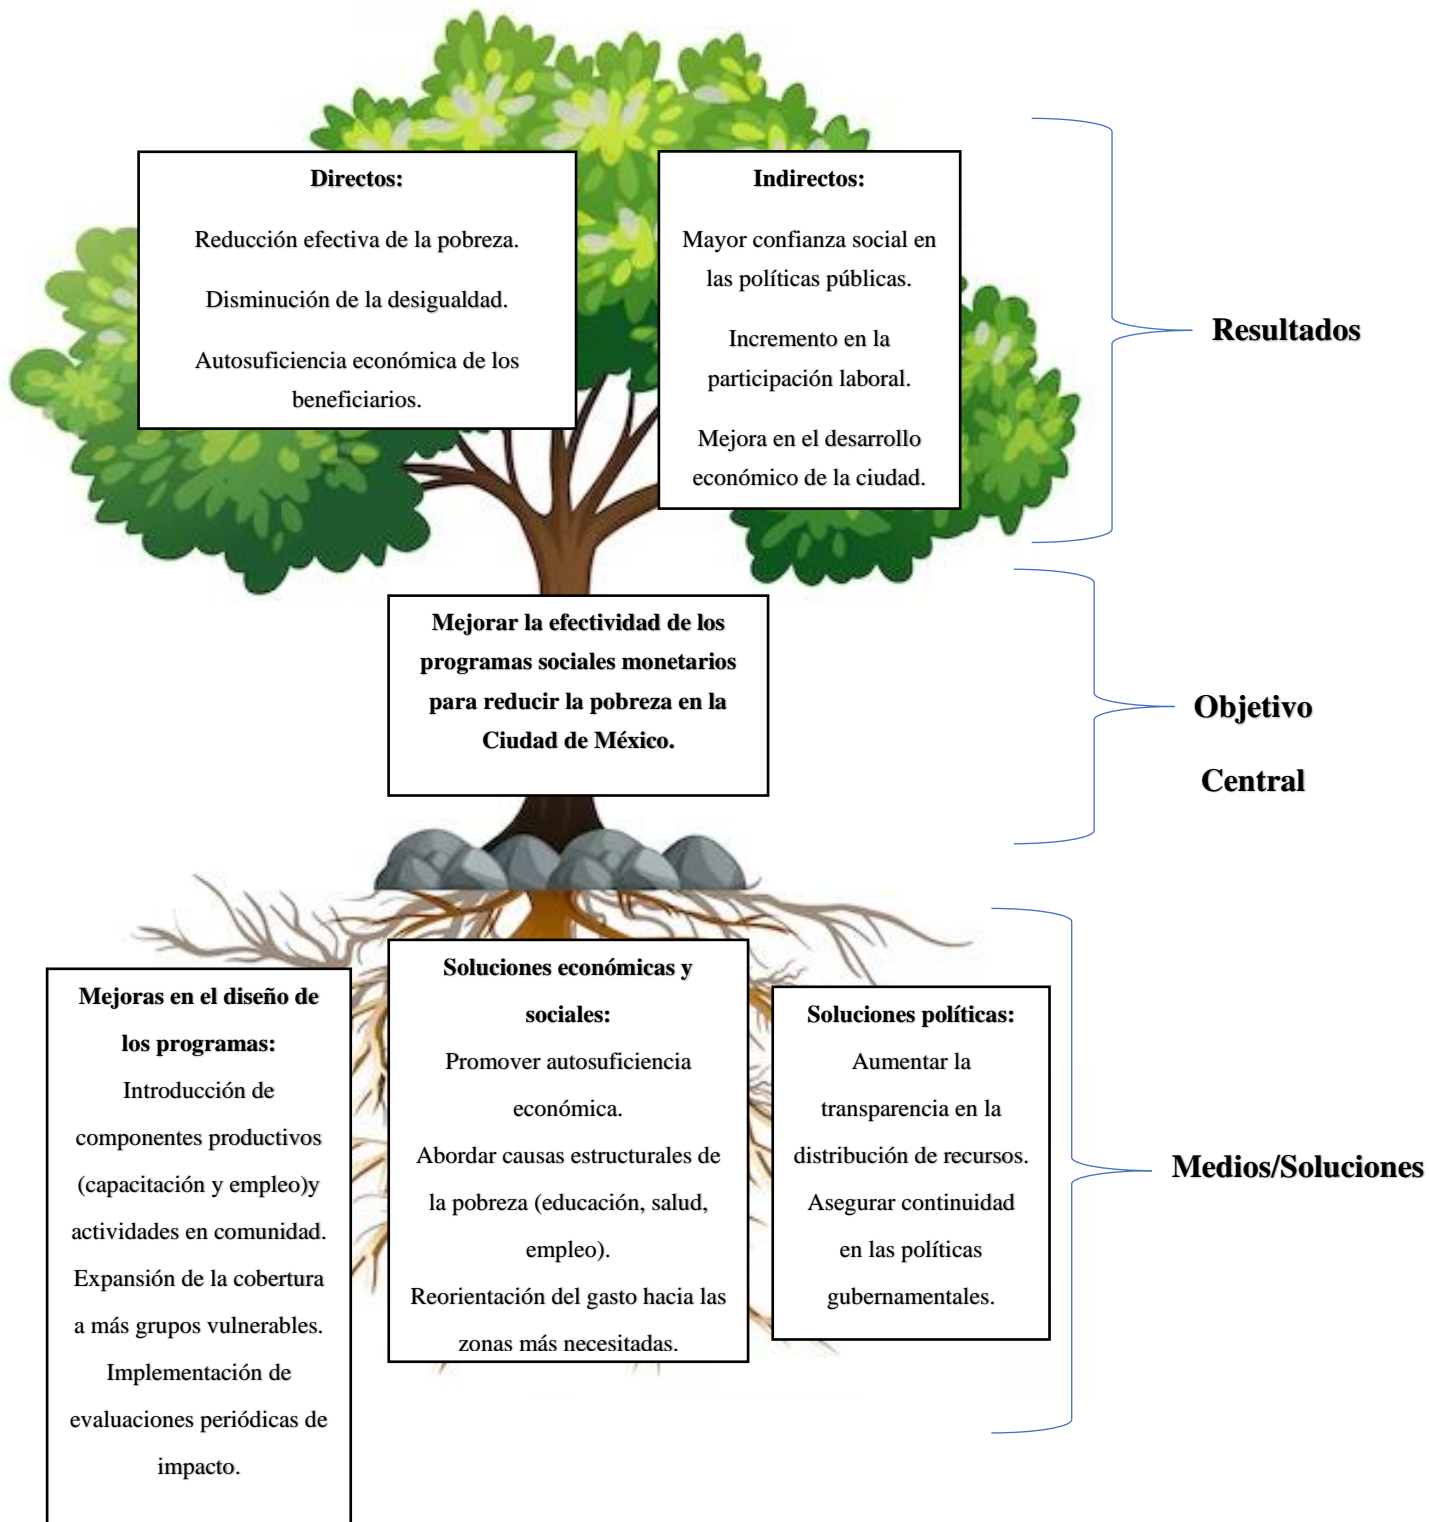 Directos:
Reducción efectiva de la pobreza.
Disminución de la desigualdad.
Autosuficiencia económica de los
beneficiarios.
Indirectos:
Mayor confianza social en
las políticas públicas.
Incremento en la
participación laboral.
Mejora en el desarrollo
económico de la ciudad.
Resultados
Mejorar la efectividad de los
programas sociales monetarios
para reducir la pobreza en la
Ciudad de México.
Objetivo
Central
Mejoras en el diseño de
los programas:
Introducción de
componentes productivos
(capacitación y empleo)y
actividades en comunidad.
Expansión de la cobertura
a más grupos vulnerables.
Implementación de
evaluaciones periódicas de
impacto.
Soluciones económicas y
sociales:
Promover autosuficiencia
económica.
Abordar causas estructurales de
la pobreza (educación, salud,
empleo).
Reorientación del gasto hacia las
zonas más necesitadas.
Soluciones políticas:
Aumentar la
transparencia en la
distribución de recursos.
Asegurar continuidad
en las políticas
gubernamentales.
Medios/Soluciones